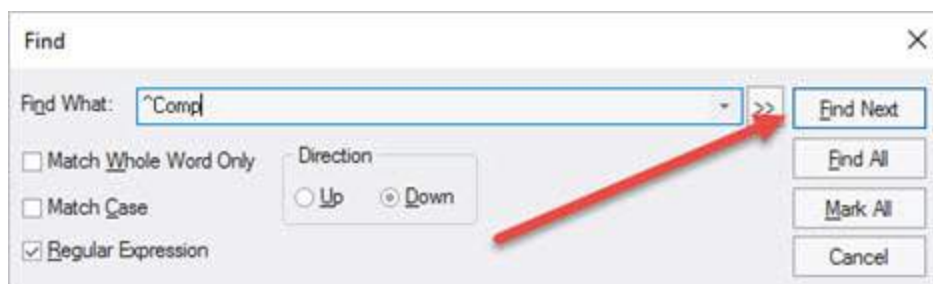 Find
Find What: ^Comp >> Find Next
Match Whole Word Only Direction Find All
Match Case Up Down Mark All
Regular Expression Cancel